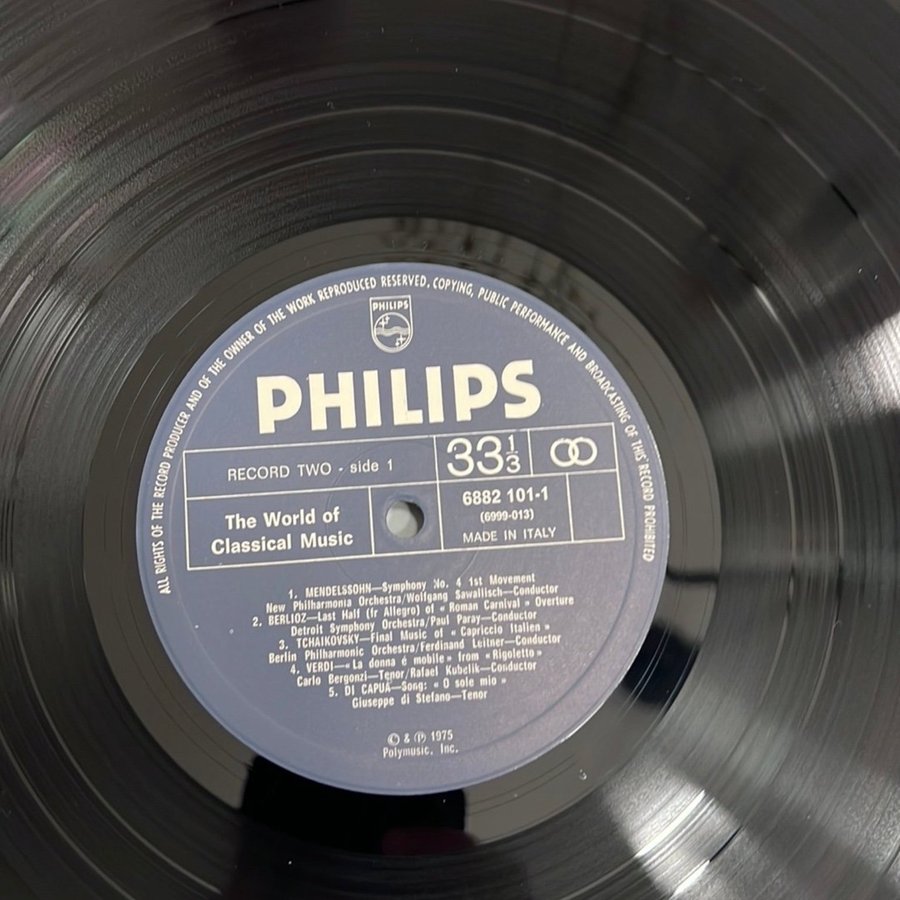 ALL RIGHTS OF THE RECORD PRODUCER AND OF THE OWNER OF THE WORK REPRODUCED RESERVED. COPYING, PUBLIC PERFORMANCE AND BROADCASTING OF THIS RECORD PROHIBITED
PHILIPS
PHILIPS
RECORD TWO - side 1
33 1/3
The World of
Classical Music
6882 101-1
(6999-013)
MADE IN ITALY
1. MENDELSSOHN—Symphony No. 4 1st Movement
New Philharmonia Orchestra/Wolfgang Sawallisch—Conductor
2. BERLIOZ—Last Half (fr Allegro) of « Roman Carnival » Overture
Detroit Symphony Orchestra/Paul Paray—Conductor
3. TCHAIKOVSKY—Final Music of « Capriccio Italien »
Berlin Philharmonic Orchestra/Ferdinand Leitner—Conductor
4. VERDI—«La donna é mobile» from «Rigoletto»
Carlo Bergonzi—Tenor/Rafael Kubelik—Conductor
5. DI CAPUA—Song: «O sole mio»
Giuseppe di Stefano—Tenor
© & ℗ 1975
Polymusic, Inc.